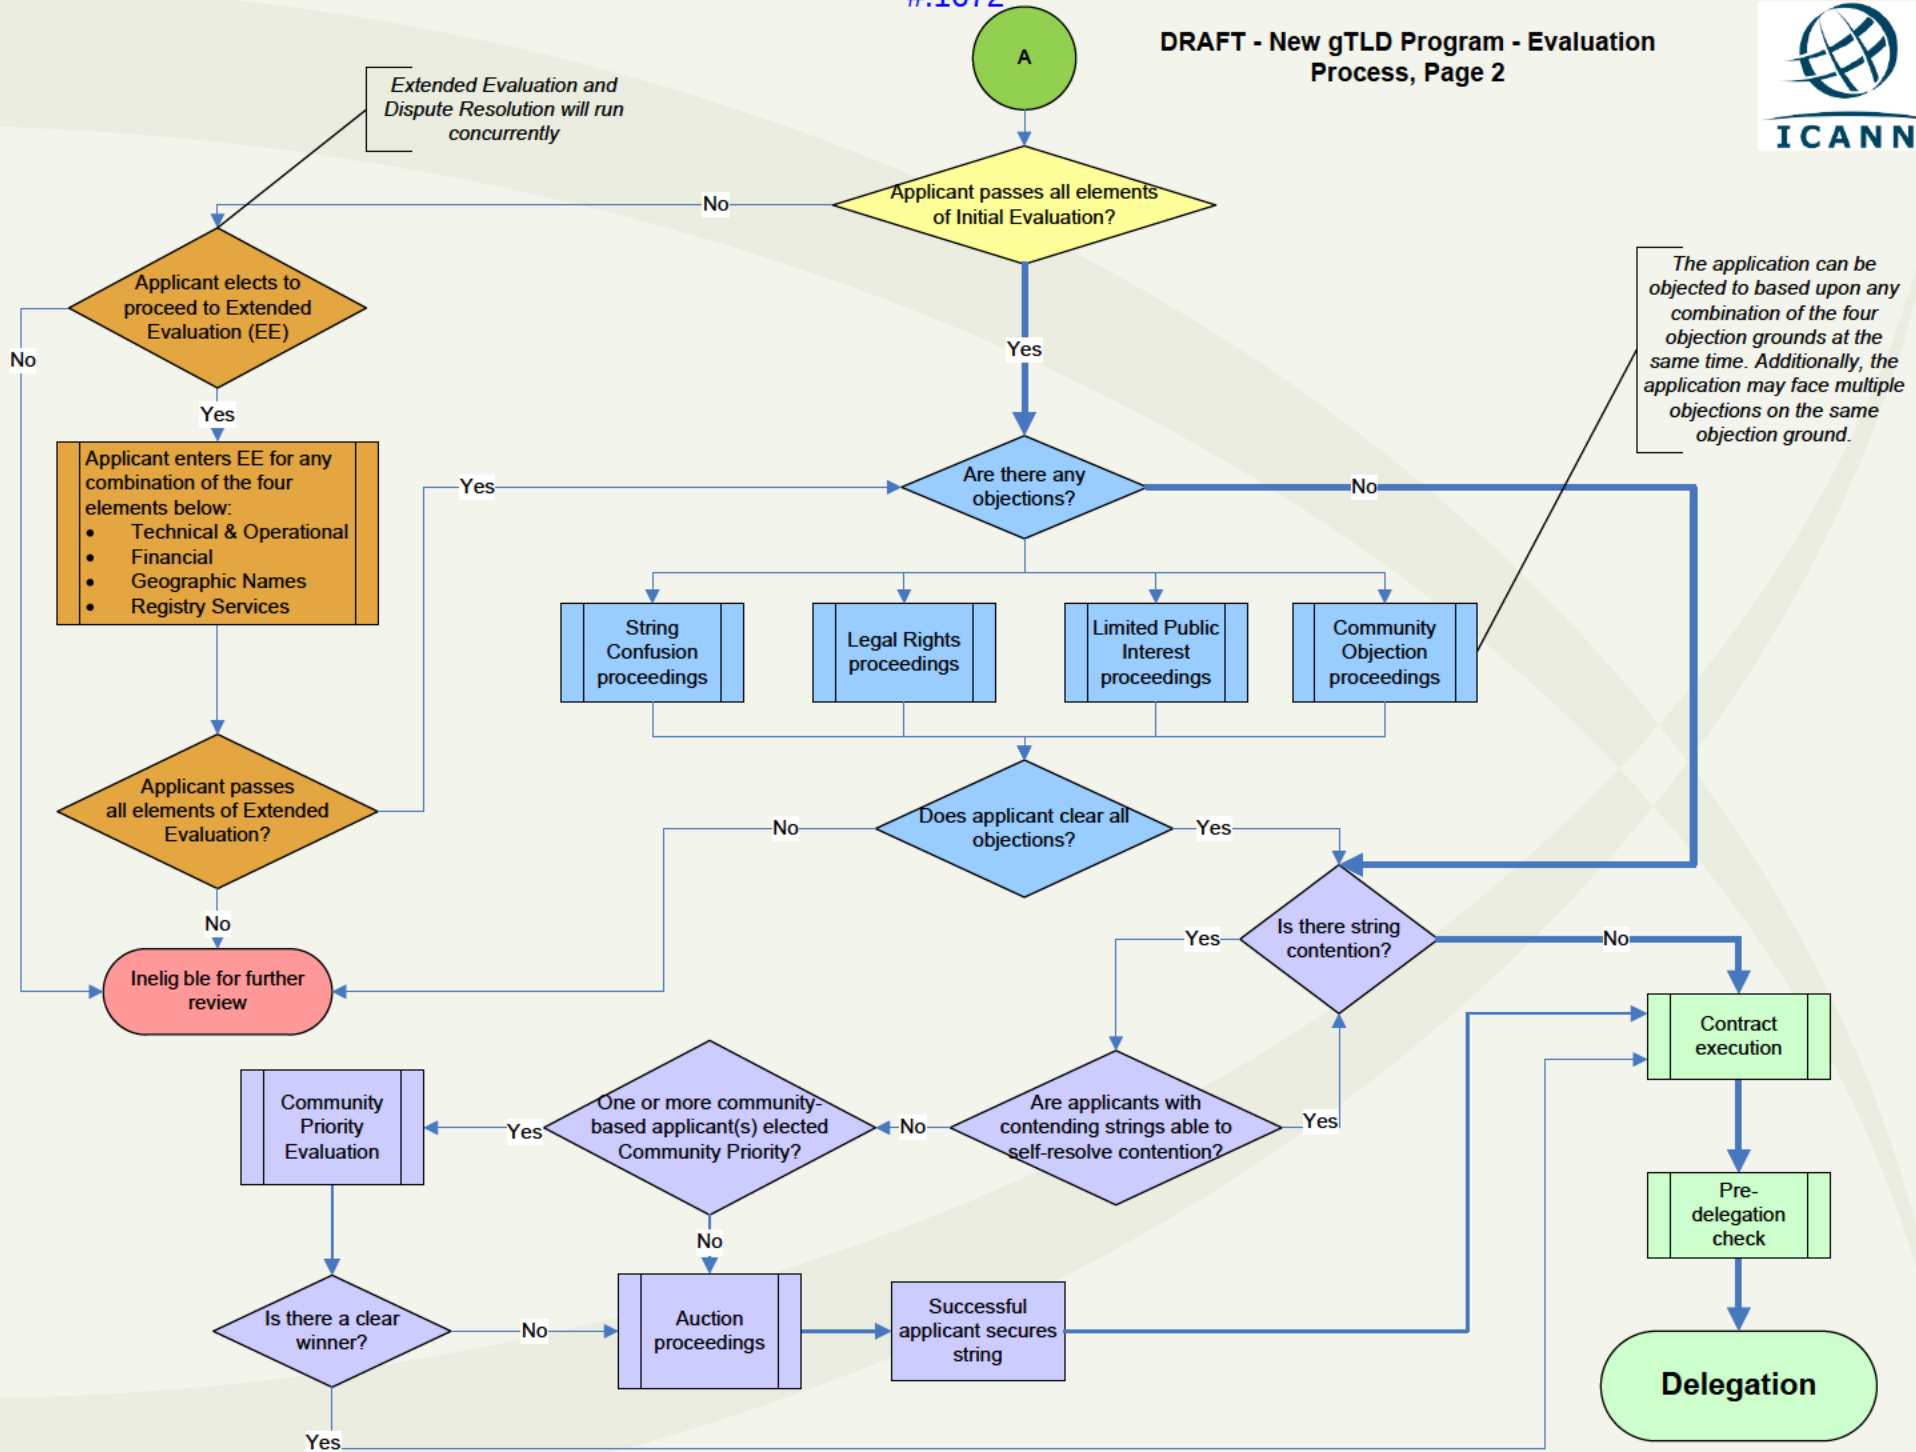 #:1672
A
DRAFT - New gTLD Program - Evaluation
Process, Page 2
ICANN
Extended Evaluation and
Dispute Resolution will run
concurrently
Applicant passes all elements
of Initial Evaluation?
No
Yes
Applicant elects to
proceed to Extended
Evaluation (EE)
No
Yes
The application can be
objected to based upon any
combination of the four
objection grounds at the
same time. Additionally, the
application may face multiple
objections on the same
objection ground.
Applicant enters EE for any
combination of the four
elements below:
• Technical & Operational
• Financial
• Geographic Names
• Registry Services
Yes
Are there any
objections?
No
String
Confusion
proceedings
Legal Rights
proceedings
Limited Public
Interest
proceedings
Community
Objection
proceedings
Applicant passes
all elements of Extended
Evaluation?
No
Does applicant clear all
objections?
No
Yes
Inelig ble for further
review
Is there string
contention?
Yes
No
Contract
execution
Community
Priority
Evaluation
Yes
One or more community-
based applicant(s) elected
Community Priority?
No
Are applicants with
contending strings able to
self-resolve contention?
Yes
No
Pre-
delegation
check
Is there a clear
winner?
No
Auction
proceedings
Successful
applicant secures
string
Delegation
Yes